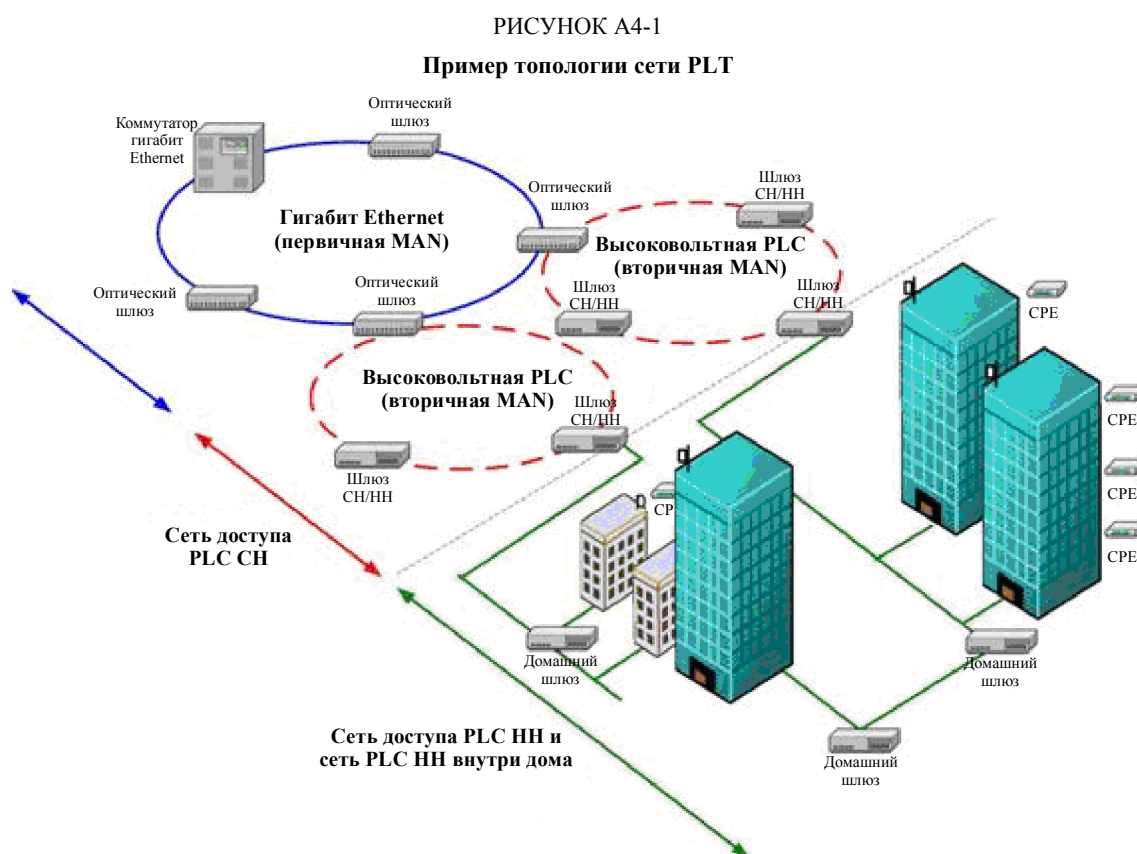 РИСУНОК А4-1
Пример топологии сети PLT
Оптический
шлюз
Коммутатор
гигабит
Ethernet
Шлюз
СН/НН
Оптический
шлюз
Гигабит Ethernet
(первичная MAN)
Высоковольтная PLC
(вторичная MAN)
Оптический
шлюз
Оптический
шлюз
Шлюз
СН/НН
Шлюз
СН/НН
CPE
Высоковольтная PLC
(вторичная MAN)
Шлюз
СН/НН
CPE
Шлюз
СН/НН
CPE
Сеть доступа
PLC СН
CPE
Домашний
шлюз
Домашний
шлюз
Сеть доступа PLC НН и
сеть PLC НН внутри дома
Домашний
шлюз